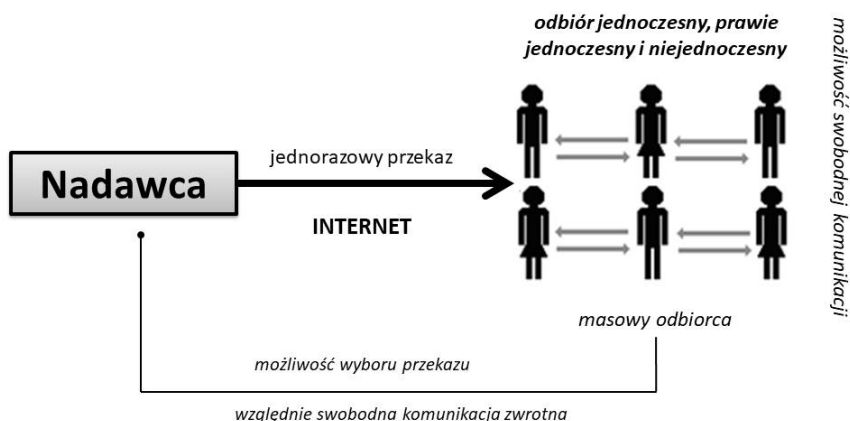 odbiór jednoczesny, prawie
jednoczesny i niejednoczesny
możliwość swobodnej komunikacji
jednorazowy przekaz
Nadawca
INTERNET
masowy odbiorca
możliwość wyboru przekazu
względnie swobodna komunikacja zwrotna